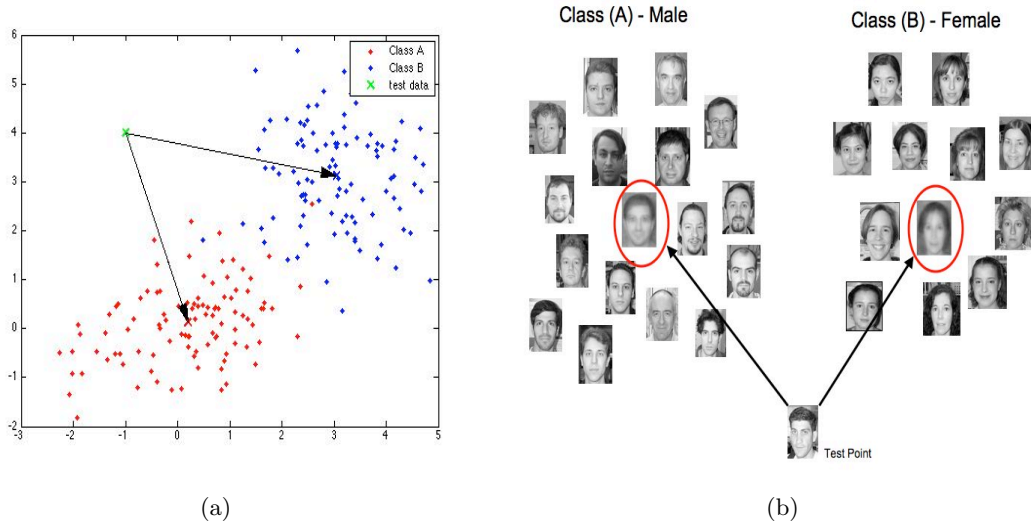 Class (A) - Male
Class (B) - Female
6
5
4
3
2
1
0
-1
-2
-3
-2
-1
0
1
2
3
4
5
Class A
Class B
test data
Test Point
(a)
(b)